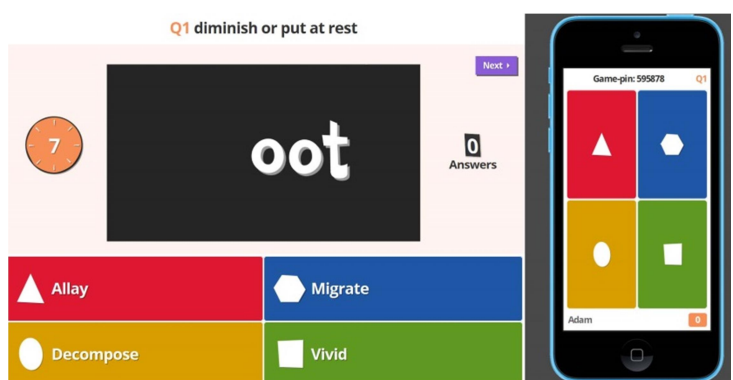 Q1 diminish or put at rest
Next ›
7
oot
0
Answers
Allay
Migrate
Decompose
Vivid
Game-pin: 595878 Q1
Adam 0